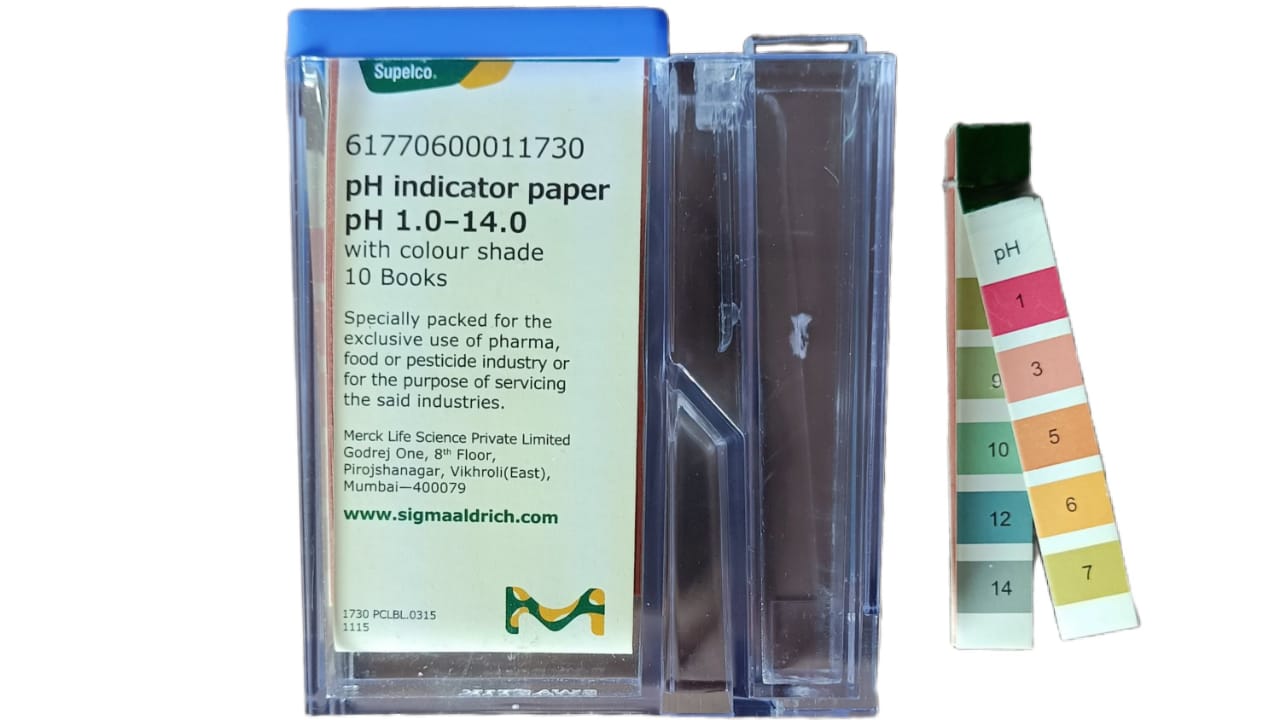 Supelco®
61770600011730
pH indicator paper
pH 1.0–14.0
with colour shade
10 Books
Specially packed for the
exclusive use of pharma,
food or pesticide industry or
for the purpose of servicing
the said industries.
Merck Life Science Private Limited
Godrej One, 8th Floor,
Pirojshanagar, Vikhroli(East),
Mumbai—400079
www.sigmaaldrich.com
1730 PCLBL.0315
1115
pH
1
3
5
6
7
9
10
12
14